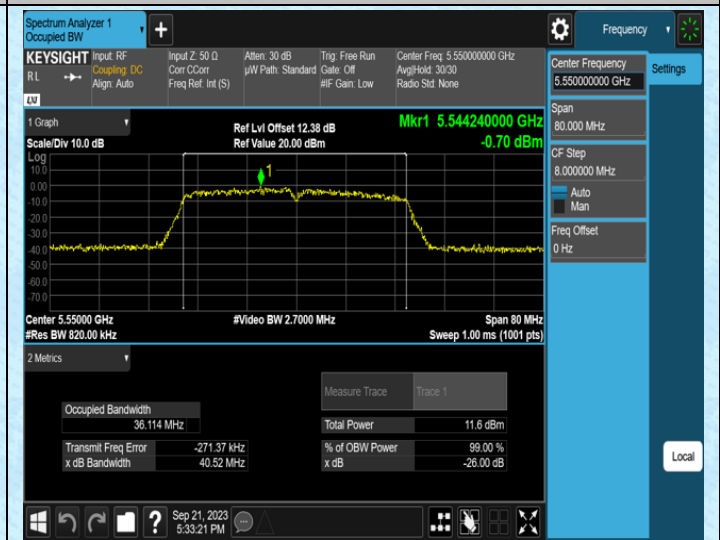 Spectrum Analyzer 1
Occupied BW
Frequency
KEYSIGHT
R L
LXI
Input: RF
Coupling: DC
Align: Auto
Input Z: 50 Ω
Corr CCorr
Freq Ref: Int (S)
Atten: 30 dB
µW Path: Standard
Trig: Free Run
Gate: Off
#IF Gain: Low
Center Freq: 5.550000000 GHz
Avg|Hold: 30/30
Radio Std: None
Center Frequency
5.550000000 GHz
Settings
Span
80.000 MHz
CF Step
8.000000 MHz
Auto
Man
Freq Offset
0 Hz
1 Graph
Scale/Div 10.0 dB
Ref Lvl Offset 12.38 dB
Ref Value 20.00 dBm
Mkr1 5.544240000 GHz
-0.70 dBm
Log
10.0
0.00
-10.0
-20.0
-30.0
-40.0
-50.0
-60.0
-70.0
1
Center 5.55000 GHz
#Video BW 2.7000 MHz
Span 80 MHz
#Res BW 820.00 kHz
Sweep 1.00 ms (1001 pts)
2 Metrics
Measure Trace
Trace 1
Occupied Bandwidth
36.114 MHz
Total Power
11.6 dBm
Transmit Freq Error
-271.37 kHz
% of OBW Power
99.00 %
x dB Bandwidth
40.52 MHz
x dB
-26.00 dB
Local
?
Sep 21, 2023
5:33:21 PM